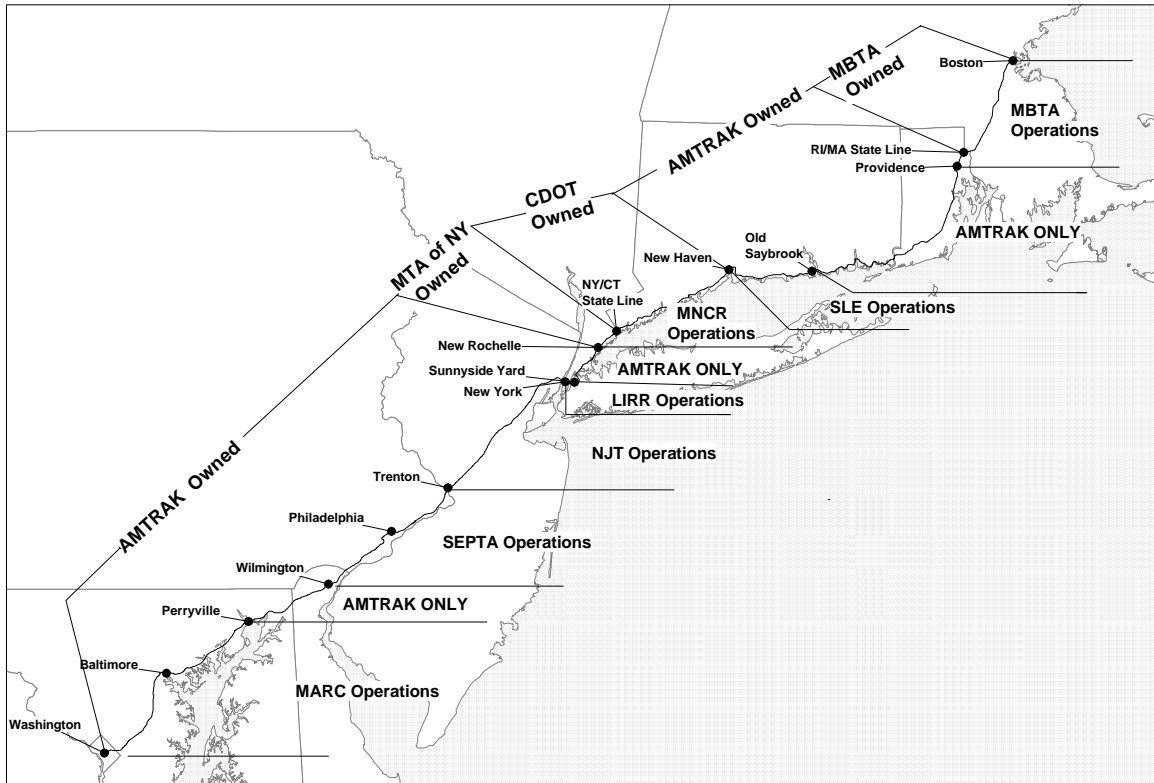 Boston
MBTA
Owned
MBTA
Operations
AMTRAK Owned
RI/MA State Line
Providence
CDOT
Owned
AMTRAK ONLY
Old
Saybrook
New Haven
MTA of NY
Owned
NY/CT
State Line
SLE Operations
MNCR
Operations
New Rochelle
AMTRAK ONLY
Sunnyside Yard
New York
LIRR Operations
NJT Operations
AMTRAK Owned
Trenton
Philadelphia
SEPTA Operations
Wilmington
AMTRAK ONLY
Perryville
Baltimore
MARC Operations
Washington